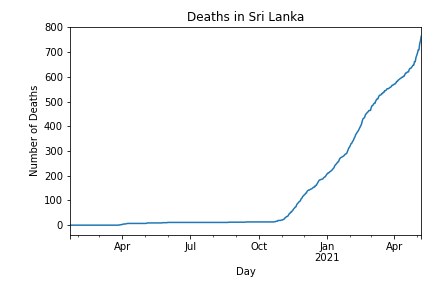 Deaths in Sri Lanka
800
700
600
500
400
300
200
100
0
Number of Deaths
Apr
Jul
Oct
Jan
2021
Apr
Day